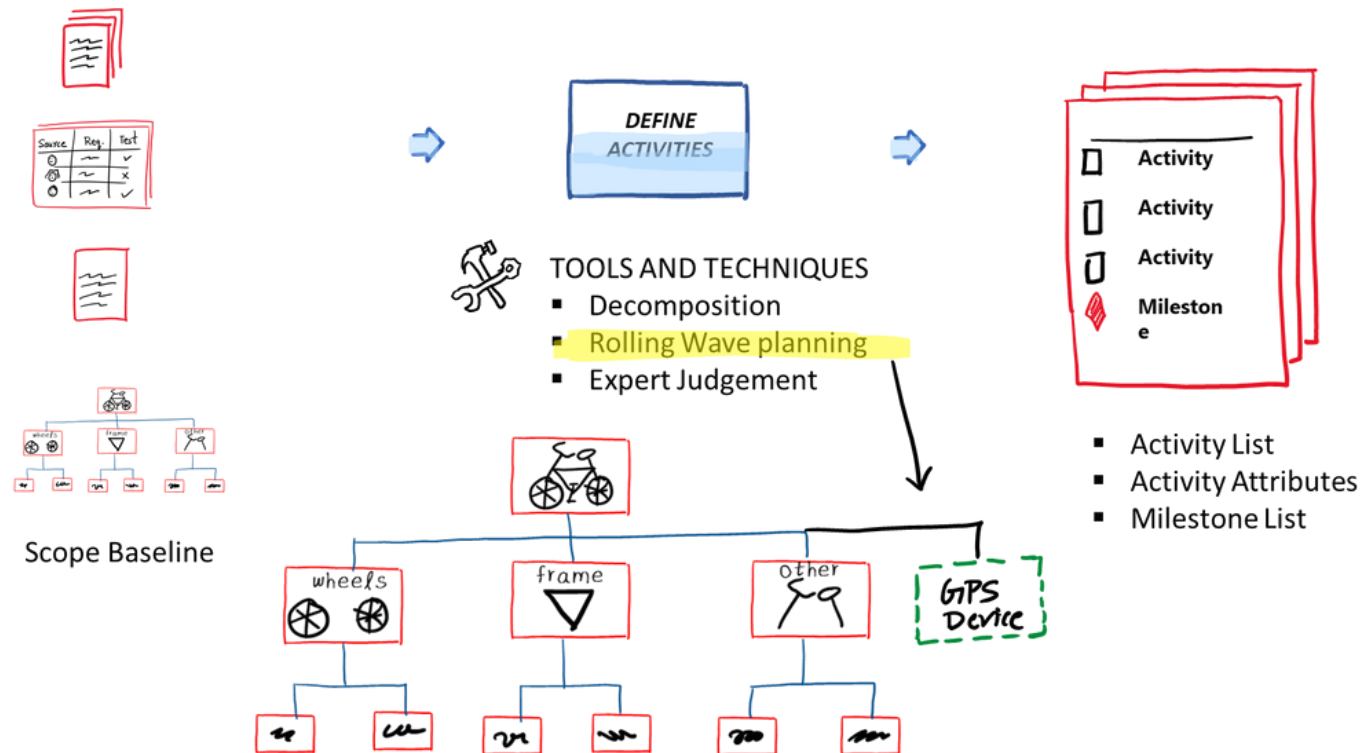 Source Req. Test
wheels frame other
Scope Baseline
DEFINE
ACTIVITIES
TOOLS AND TECHNIQUES
▪ Decomposition
▪ Rolling Wave planning
▪ Expert Judgement
wheels
frame
other
GPS
Device
Activity
Activity
Activity
Mileston
e
▪ Activity List
▪ Activity Attributes
▪ Milestone List